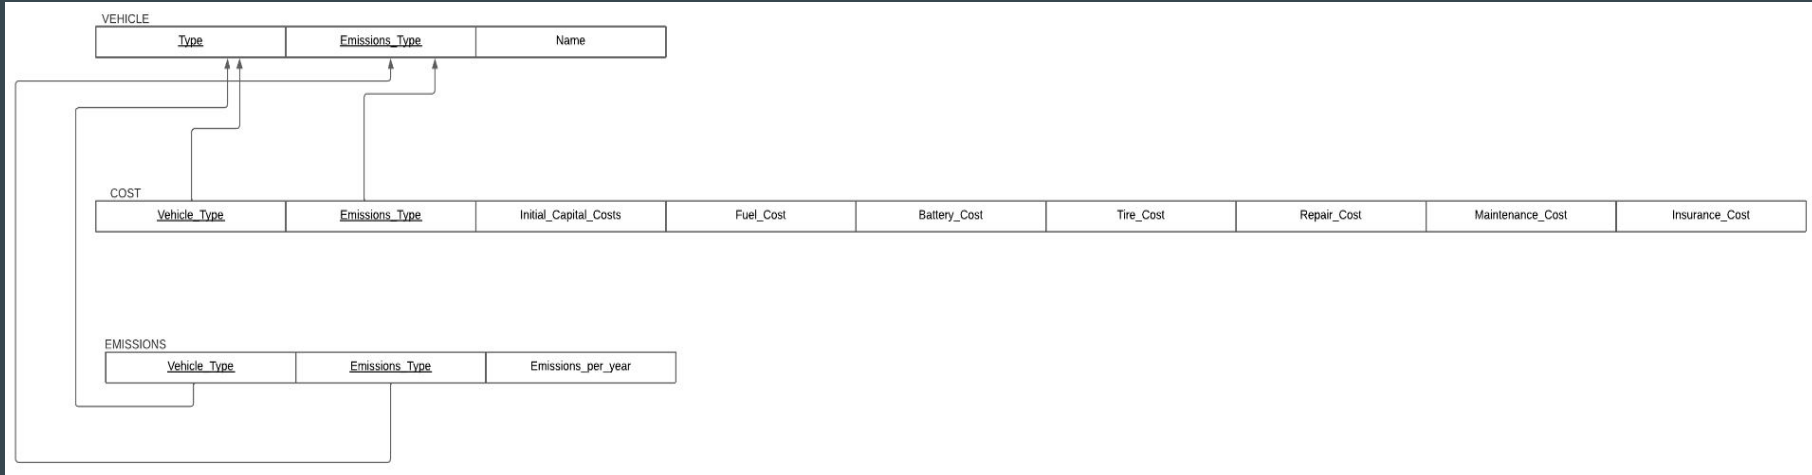 VEHICLE
Type Emissions_Type Name
COST
Vehicle_Type Emissions_Type Initial_Capital_Costs Fuel_Cost Battery_Cost Tire_Cost Repair_Cost Maintenance_Cost Insurance_Cost
EMISSIONS
Vehicle_Type Emissions_Type Emissions_per_year